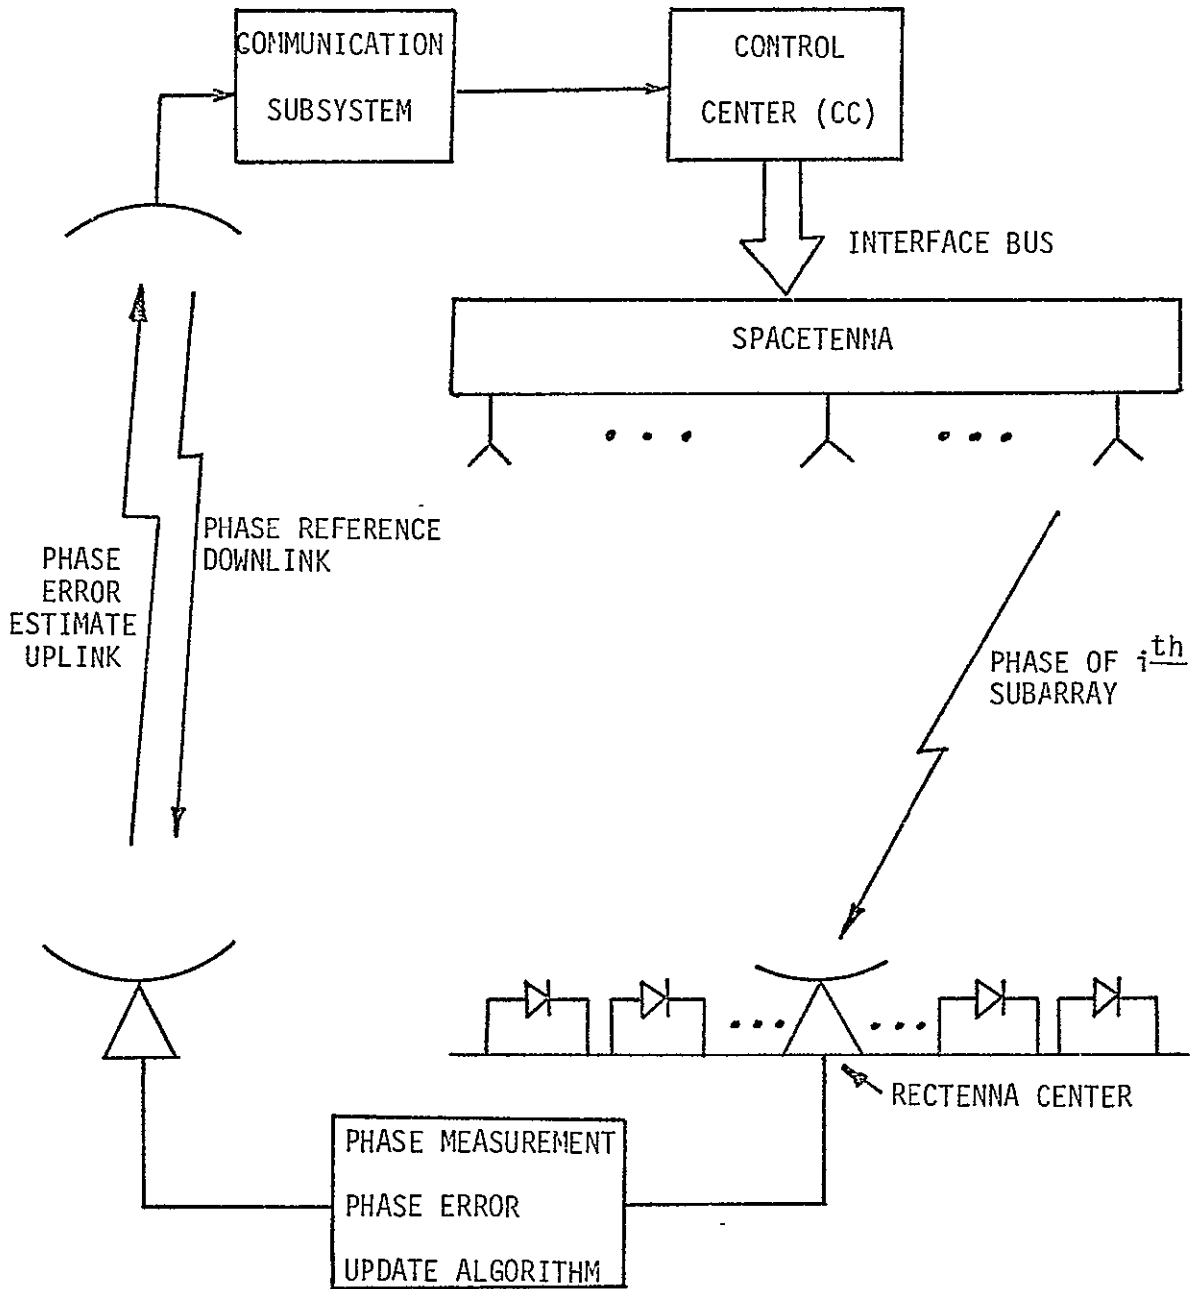 COMMUNICATION
SUBSYSTEM
CONTROL
CENTER (CC)
INTERFACE BUS
SPACETENNA
PHASE REFERENCE
DOWNLINK
PHASE
ERROR
ESTIMATE
UPLINK
PHASE OF ith
SUBARRAY
RECTENNA CENTER
PHASE MEASUREMENT
PHASE ERROR
UPDATE ALGORITHM